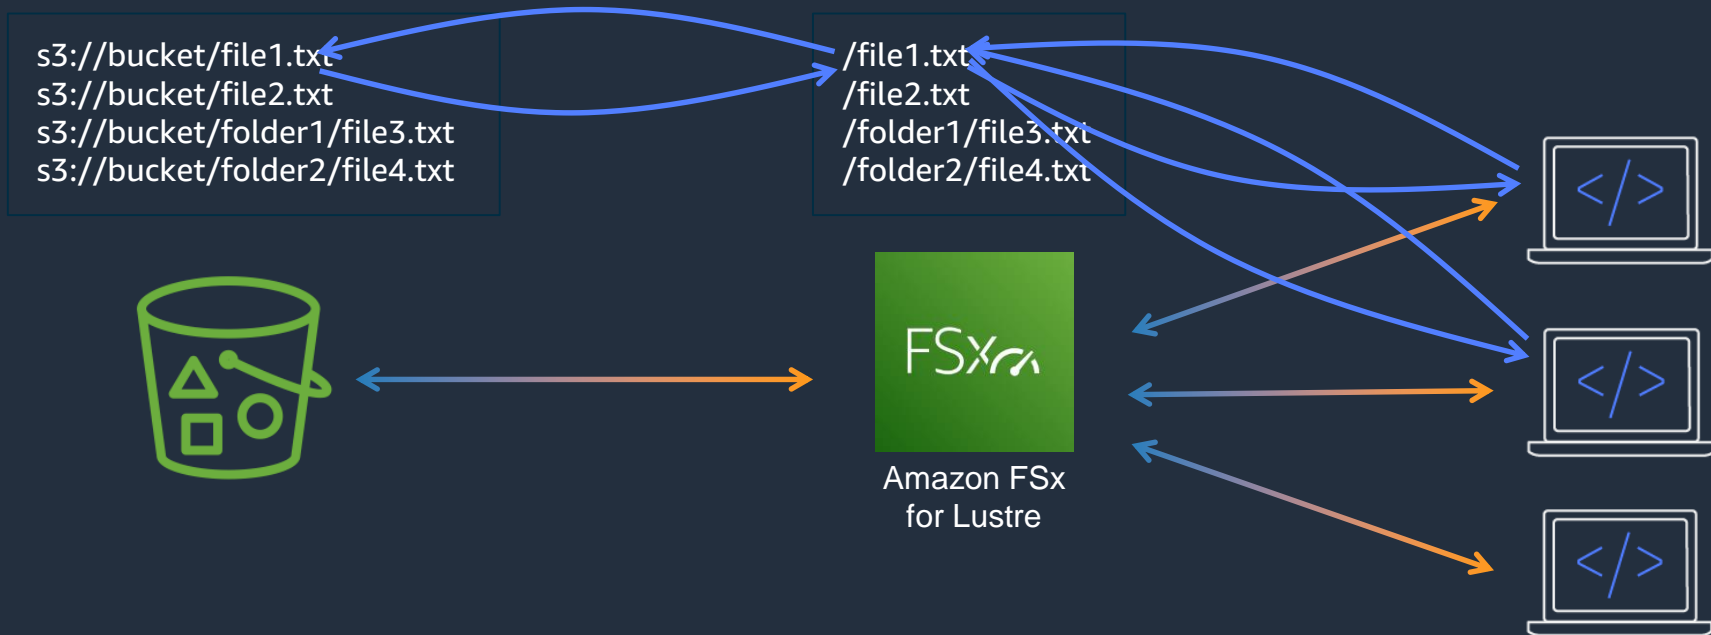 s3://bucket/file1.txt
s3://bucket/file2.txt
s3://bucket/folder1/file3.txt
s3://bucket/folder2/file4.txt
/file1.txt
/file2.txt
/folder1/file3.txt
/folder2/file4.txt
</>
FSx
</>
Amazon FSx
for Lustre
</>